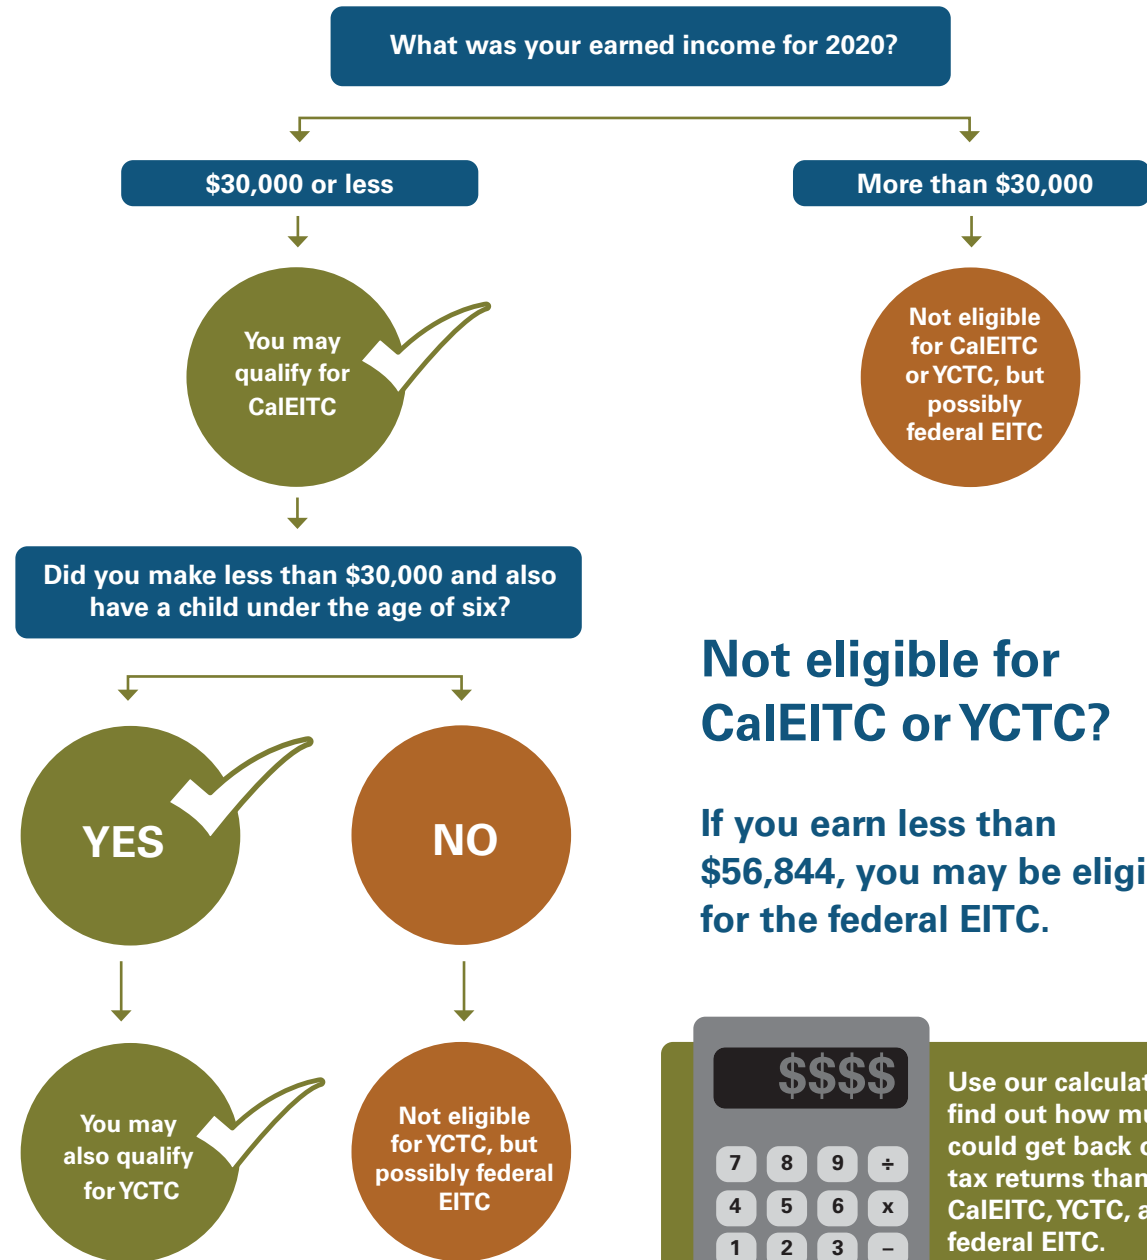 What was your earned income for 2020?
$30,000 or less
More than $30,000
You may
qualify for
CalEITC
Not eligible
for CalEITC
or YCTC, but
possibly
federal EITC
Did you make less than $30,000 and also
have a child under the age of six?
YES
NO
You may
also qualify
for YCTC
Not eligible
for YCTC, but
possibly federal
EITC
Not eligible for
CalEITC or YCTC?
If you earn less than
$56,844, you may be
for the federal EITC.
$$$$
7 8 9 ÷
4 5 6 x
1 2 3 –
Use our
find out how
could get back
tax returns
CalEITC, YCTC,
federal EITC.